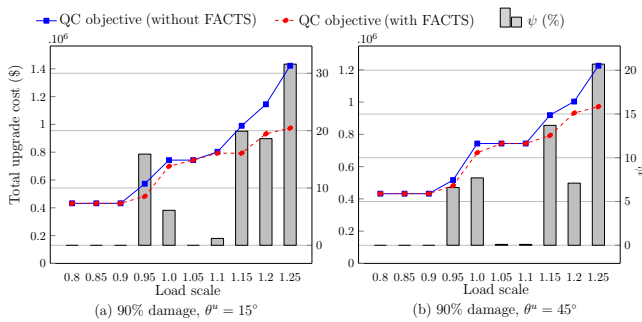 QC objective (without FACTS) QC objective (with FACTS) ψ (%)
.10⁶ .10⁶
Total upgrade cost ($)
1.4
1.2
1
0.8
0.6
0.4
0.2
0
30
20
10
0
0.8 0.85 0.9 0.95 1.0 1.05 1.1 1.15 1.2 1.25
Load scale
(a) 90% damage, θᵘ = 15°
1.2
1
0.8
0.6
0.4
0.2
0
20
15
10
5
0
ψ
0.8 0.85 0.9 0.95 1.0 1.05 1.1 1.15 1.2 1.25
Load scale
(b) 90% damage, θᵘ = 45°